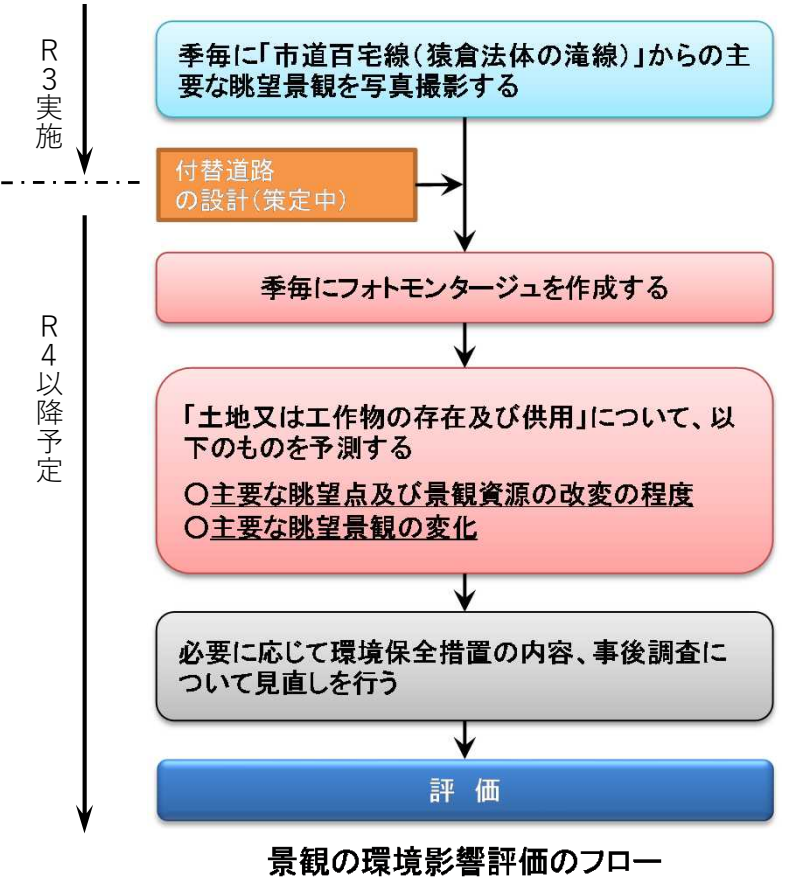 R3実施
季毎に「市道百宅線(猿倉法体の滝線)」からの主
要な眺望景観を写真撮影する
付替道路
の設計(策定中)
R4以降予定
季毎にフォトモンタージュを作成する
「土地又は工作物の存在及び供用」について、以
下のものを予測する
○主要な眺望点及び景観資源の改変の程度
○主要な眺望景観の変化
必要に応じて環境保全措置の内容、事後調査に
ついて見直しを行う
評 価
景観の環境影響評価のフロー